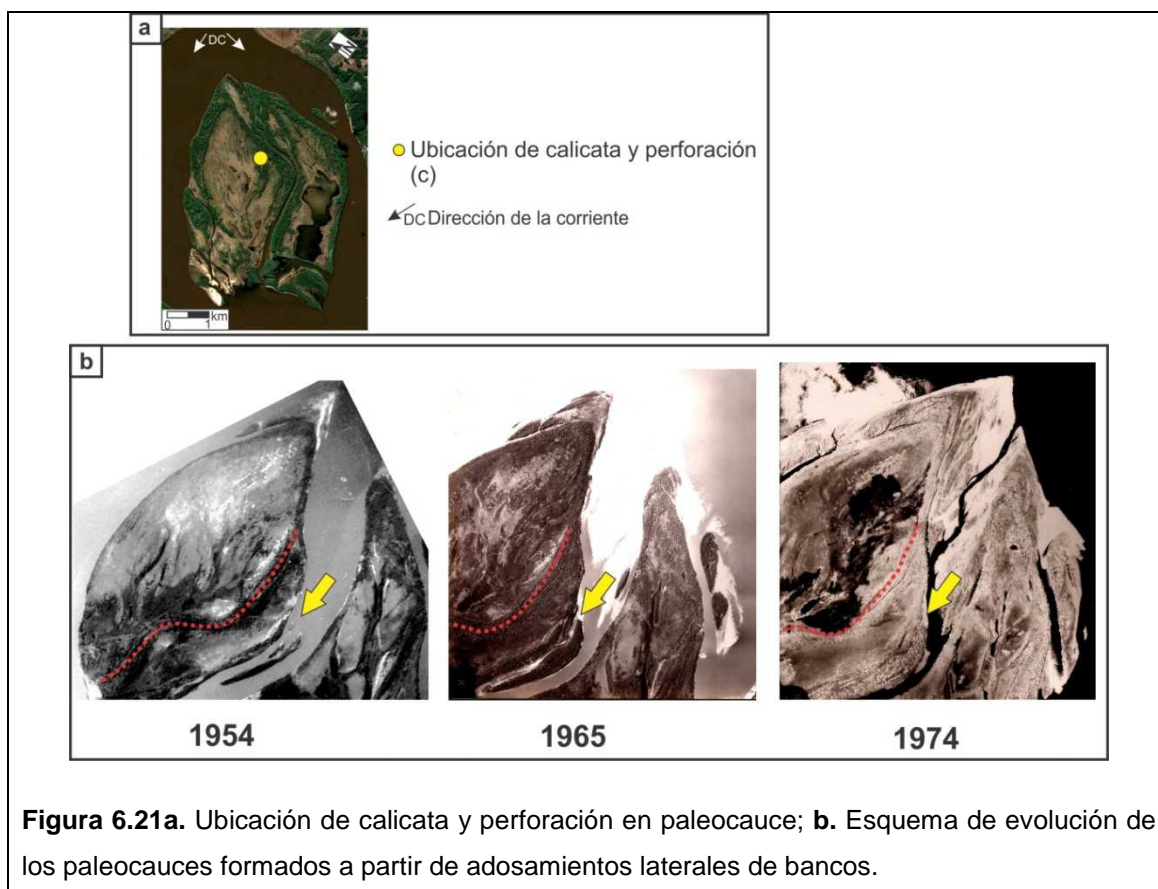 a
DC
N
Ubicación de calicata y perforación
(c)
DC Dirección de la corriente
km
0 1
b
1954 1965 1974
Figura 6.21a. Ubicación de calicata y perforación en paleocauce; b. Esquema de evolución de
los paleocauces formados a partir de adosamientos laterales de bancos.